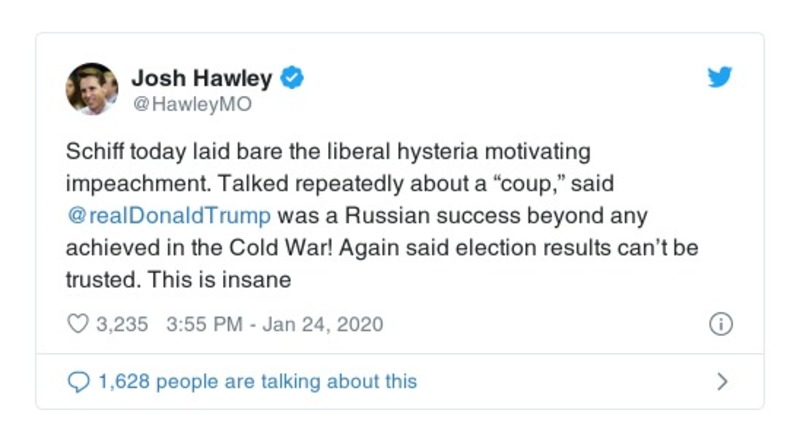 Josh Hawley
@HawleyMO
Schiff today laid bare the liberal hysteria motivating
impeachment. Talked repeatedly about a “coup,” said
@realDonaldTrump was a Russian success beyond any
achieved in the Cold War! Again said election results can’t be
trusted. This is insane
3,235 3:55 PM - Jan 24, 2020
1,628 people are talking about this